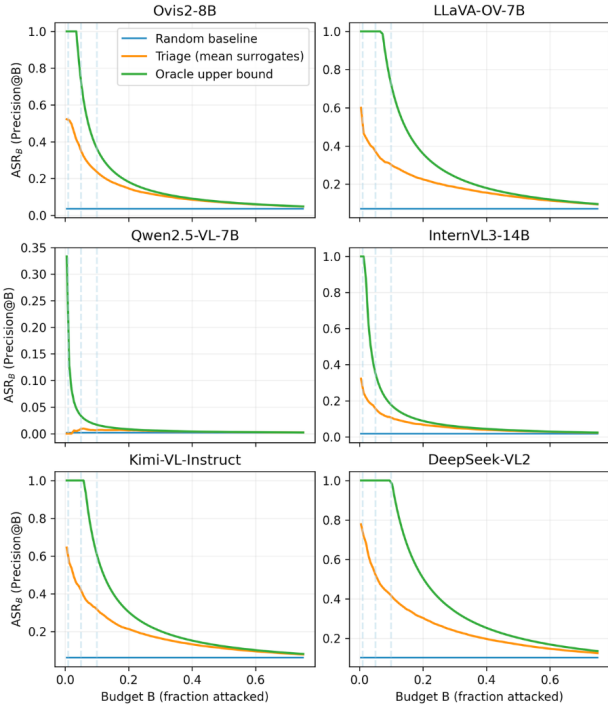 Ovis2-8B
LLaVA-OV-7B
ASR_B (Precision@B)
1.0
0.8
0.6
0.4
0.2
0.0
Random baseline
Triage (mean surrogates)
Oracle upper bound
1.0
0.8
0.6
0.4
0.2
Qwen2.5-VL-7B
InternVL3-14B
ASR_B (Precision@B)
0.35
0.30
0.25
0.20
0.15
0.10
0.05
0.00
1.0
0.8
0.6
0.4
0.2
0.0
Kimi-VL-Instruct
DeepSeek-VL2
ASR_B (Precision@B)
1.0
0.8
0.6
0.4
0.2
1.0
0.8
0.6
0.4
0.2
0.0 0.2 0.4 0.6
0.0 0.2 0.4 0.6
Budget B (fraction attacked)
Budget B (fraction attacked)